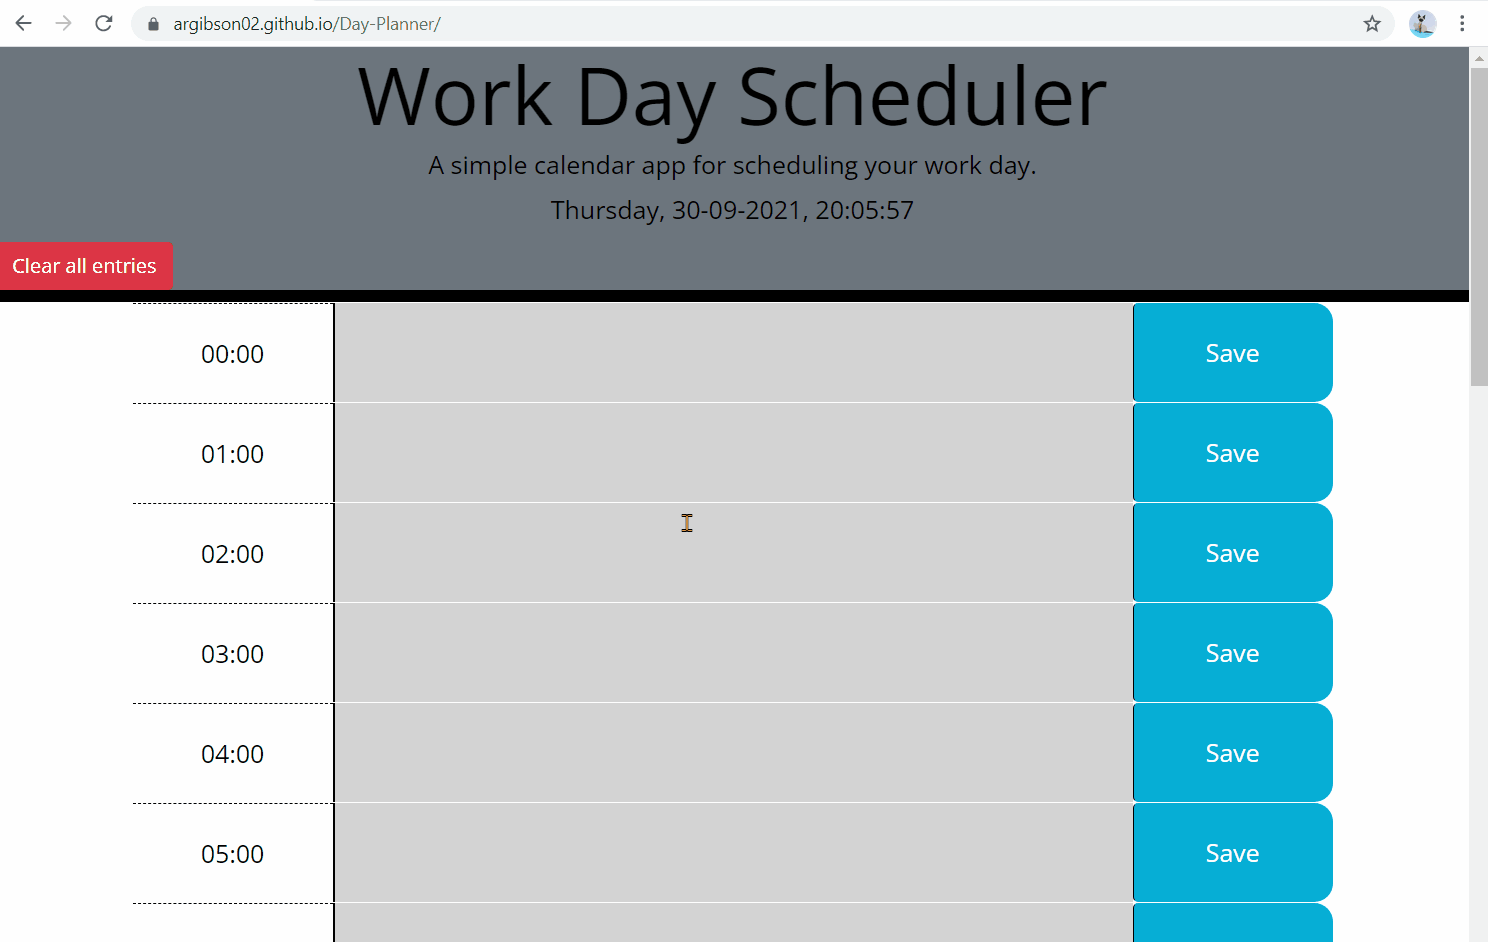 argibson02.github.io/Day-Planner/
Work Day Scheduler
A simple calendar app for scheduling your work day.
Thursday, 30-09-2021, 20:05:57
Clear all entries
00:00 Save
01:00 Save
02:00 Save
03:00 Save
04:00 Save
05:00 Save